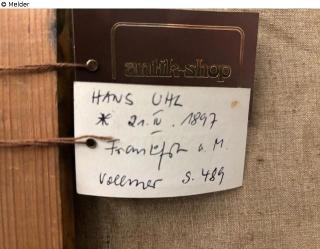 © Melder
antik-shop
HANS UHL
* 21. IV. 1897
Frankfurt a. M.
Vollmer S. 489